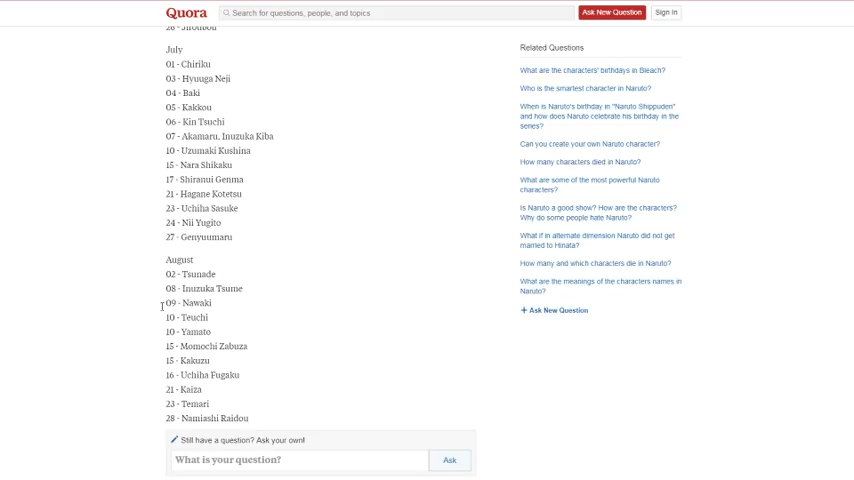 Quora
Search for questions, people, and topics
Ask New Question
Sign In
28 - Jiroubou
July
01 - Chiriku
03 - Hyuuga Neji
04 - Baki
05 - Kakkou
06 - Kin Tsuchi
07 - Akamaru, Inuzuka Kiba
10 - Uzumaki Kushina
15 - Nara Shikaku
17 - Shiranui Genma
21 - Hagane Kotetsu
23 - Uchiha Sasuke
24 - Nii Yugito
27 - Genyuumaru
August
02 - Tsunade
08 - Inuzuka Tsume
09 - Nawaki
10 - Teuchi
10 - Yamato
15 - Momochi Zabuza
15 - Kakuzu
16 - Uchiha Fugaku
21 - Kaiza
23 - Temari
28 - Namiashi Raidou
Still have a question? Ask your own!
What is your question?
Ask
Related Questions
What are the characters' birthdays in Bleach?
Who is the smartest character in Naruto?
When is Naruto's birthday in "Naruto Shippuden"
and how does Naruto celebrate his birthday in the
series?
Can you create your own Naruto character?
How many characters died in Naruto?
What are some of the most powerful Naruto
characters?
Is Naruto a good show? How are the characters?
Why do some people hate Naruto?
What if in alternate dimension Naruto did not get
married to Hinata?
How many and which characters die in Naruto?
What are the meanings of the characters names in
Naruto?
+ Ask New Question